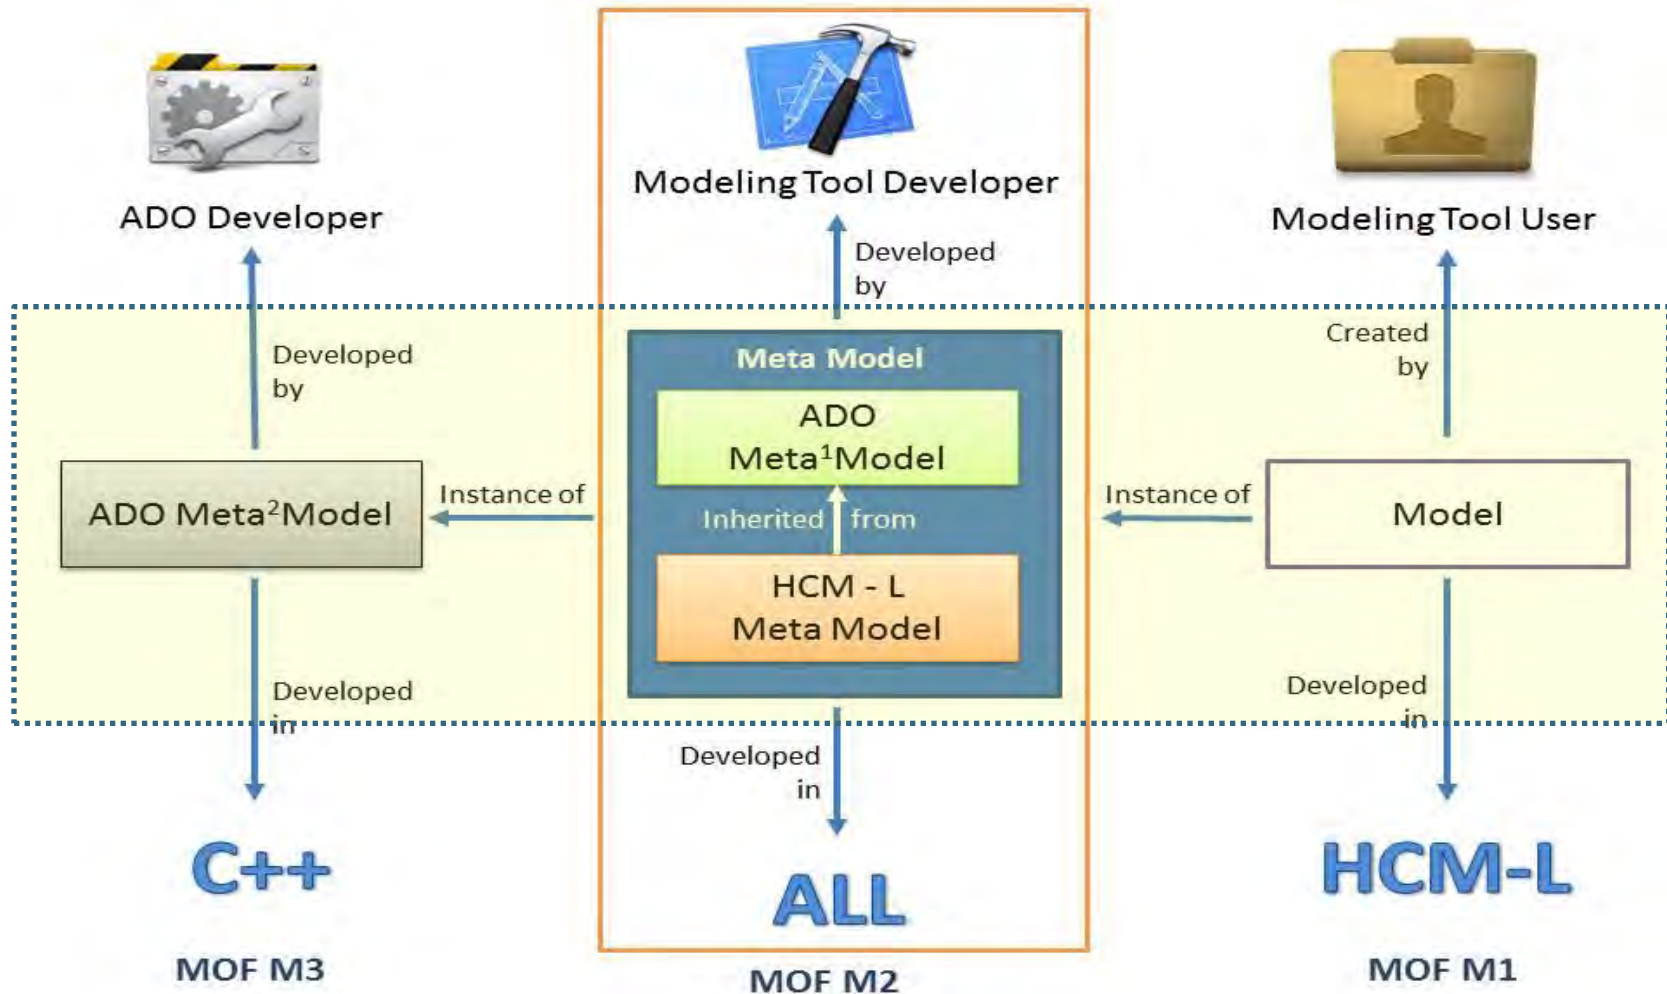 Modeling Tool Developer
ADO Developer
Modeling Tool User
Developed
by
Developed
by
Created
by
Meta Model
ADO
Meta¹Model
Inherited from
HCM - L
Meta Model
ADO Meta²Model
Instance of
Instance of
Model
Developed
in
Developed
in
Developed
in
C++
ALL
HCM-L
MOF M3
MOF M2
MOF M1